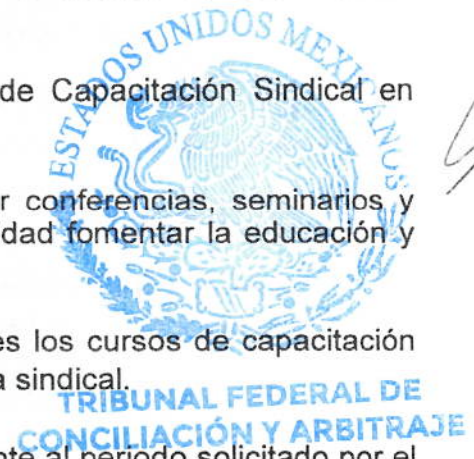 ESTADOS UNIDOS MEXICANOS
de Capacitación Sindical en
r conferencias, seminarios y
dad fomentar la educación y
es los cursos de capacitación
a sindical.
TRIBUNAL FEDERAL DE
CONCILIACIÓN Y ARBITRAJE
nte al periodo solicitado por el